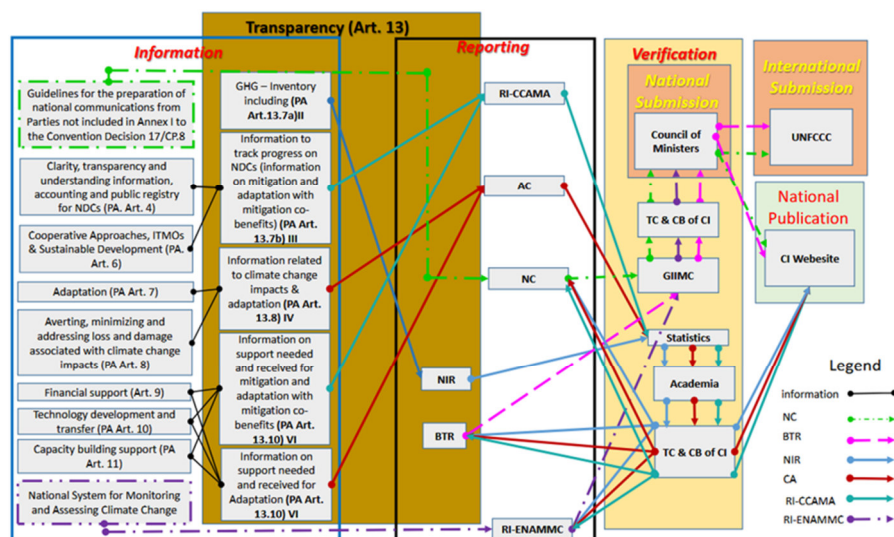 Transparency (Art. 13)
Information
Guidelines for the preparation of
national communications from
Parties not included in Annex I to
the Convention Decision 17/CP.8
Clarity, transparency and
understanding information,
accounting and public registry
for NDCs (PA. Art. 4)
Cooperative Approaches, ITMOs
& Sustainable Development (PA.
Art. 6)
Adaptation (PA Art. 7)
Averting, minimizing and
addressing loss and damage
associated with climate change
impacts (PA Art. 8)
Financial support (Art. 9)
Technology development and
transfer (PA Art. 10)
Capacity building support (PA
Art. 11)
National System for Monitoring
and Assessing Climate Change
GHG – Inventory
including (PA
Art.13.7a)II
Information to
track progress on
NDCs (information
on mitigation and
adaptation with
mitigation co-
benefits) (PA Art.
13.7b) III
Information related
to climate change
impacts &
adaptation (PA Art.
13.8) IV
Information on
support needed
and received for
mitigation and
adaptation with
mitigation co-
benefits (PA Art.
13.10) VI
Information on
support needed
and received for
Adaptation (PA Art.
13.10) VI
Reporting
RI-CCAMA
AC
NC
NIR
BTR
RI-ENAMMC
Verification
National
Submission
Council of
Ministers
TC & CB of CI
GIIMC
Statistics
Academia
TC & CB of CI
International
Submission
UNFCCC
National
Publication
CI Webesite
Legend
information
NC
BTR
NIR
CA
RI-CCAMA
RI-ENAMMC